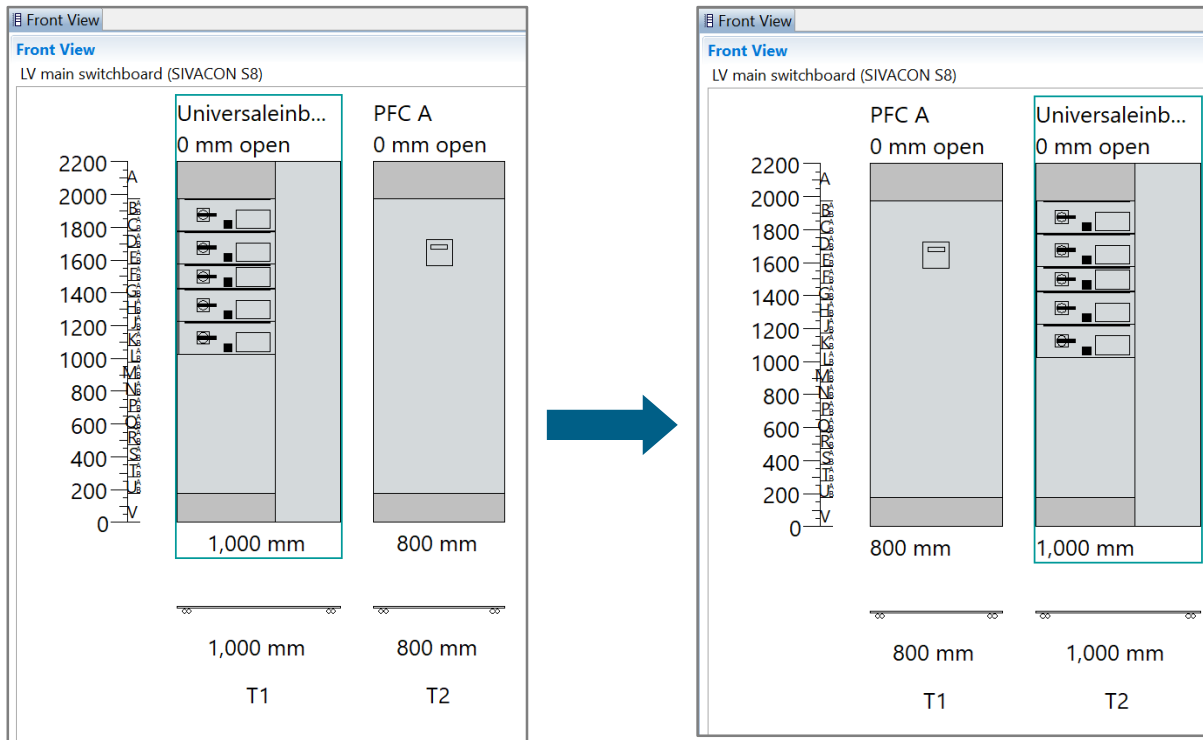 Front View
Front View
LV main switchboard (SIVACON S8)
Universaleinb... PFC A
0 mm open 0 mm open
2200
A
2000
B A B
1800 C A B
D A B
1600 E A B
F A B
1400 G A B
H A B
1200 J A B
K A B
1000 L A B
M A B
800 N A B
P A B
600 Q A B
R A B
400 S A B
T A B
200 U A B
V
0
1,000 mm 800 mm
1,000 mm 800 mm
T1 T2
Front View
Front View
LV main switchboard (SIVACON S8)
PFC A Universaleinb...
0 mm open 0 mm open
2200
A
2000
B A B
1800 C A B
D A B
1600 E A B
F A B
1400 G A B
H A B
1200 J A B
K A B
1000 L A B
M A B
800 N A B
P A B
600 Q A B
R A B
400 S A B
T A B
200 U A B
V
0
800 mm 1,000 mm
800 mm 1,000 mm
T1 T2